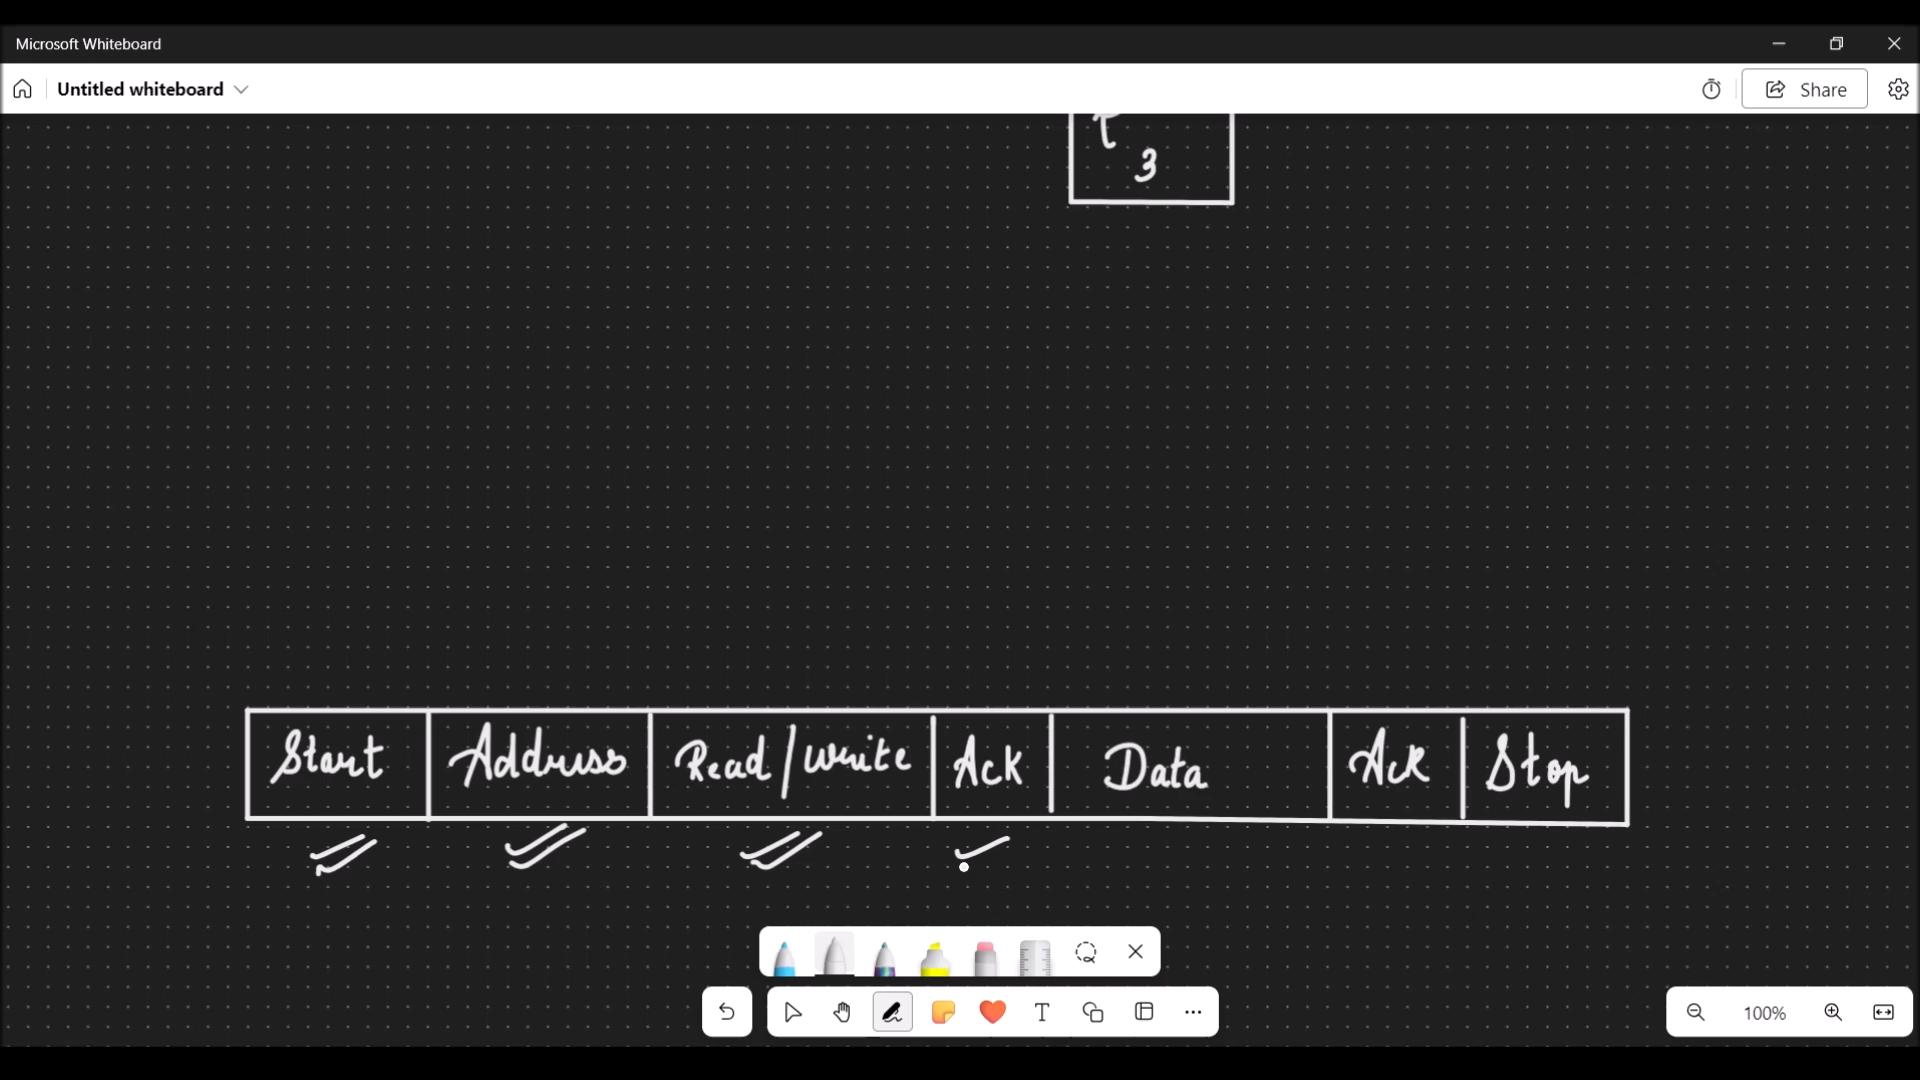 Microsoft Whiteboard
Untitled whiteboard
Share
3
Start Address Read/Write Ack Data Ack Stop
100%